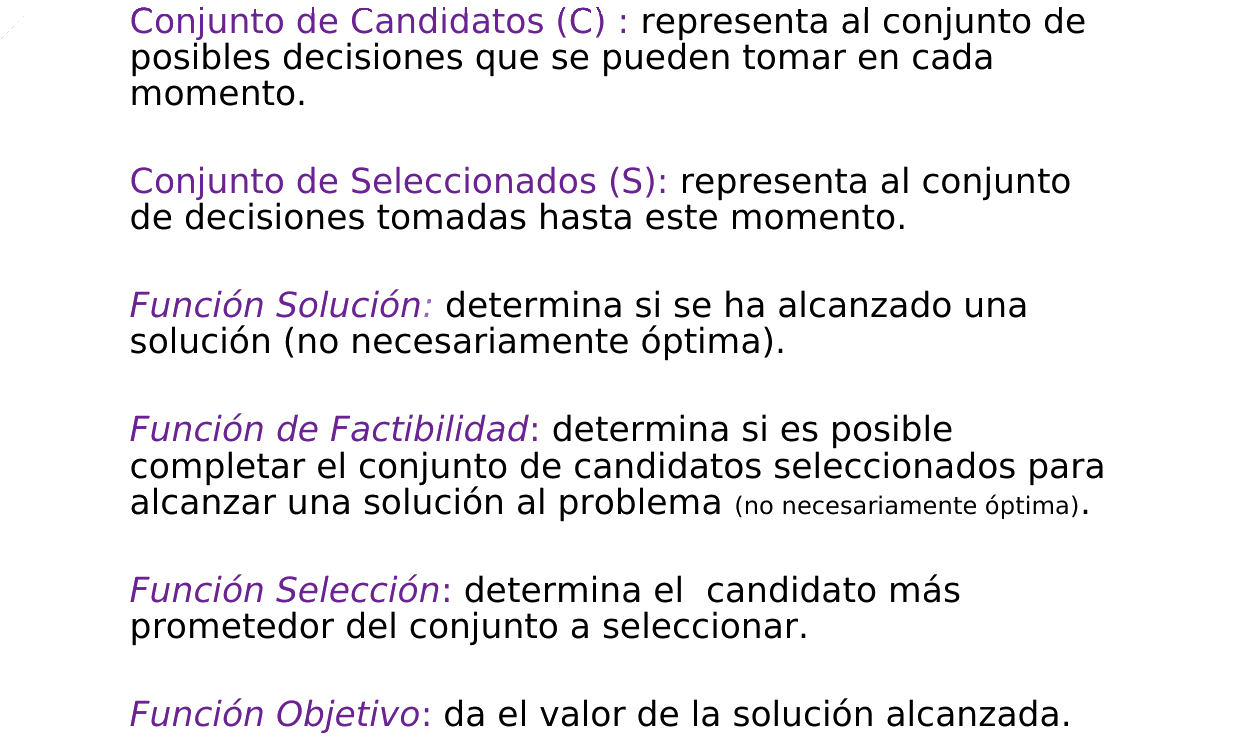 Conjunto de Candidatos (C) : representa al conjunto de
posibles decisiones que se pueden tomar en cada
momento.
Conjunto de Seleccionados (S): representa al conjunto
de decisiones tomadas hasta este momento.
Función Solución: determina si se ha alcanzado una
solución (no necesariamente óptima).
Función de Factibilidad: determina si es posible
completar el conjunto de candidatos seleccionados para
alcanzar una solución al problema (no necesariamente óptima).
Función Selección: determina el  candidato más
prometedor del conjunto a seleccionar.
Función Objetivo: da el valor de la solución alcanzada.